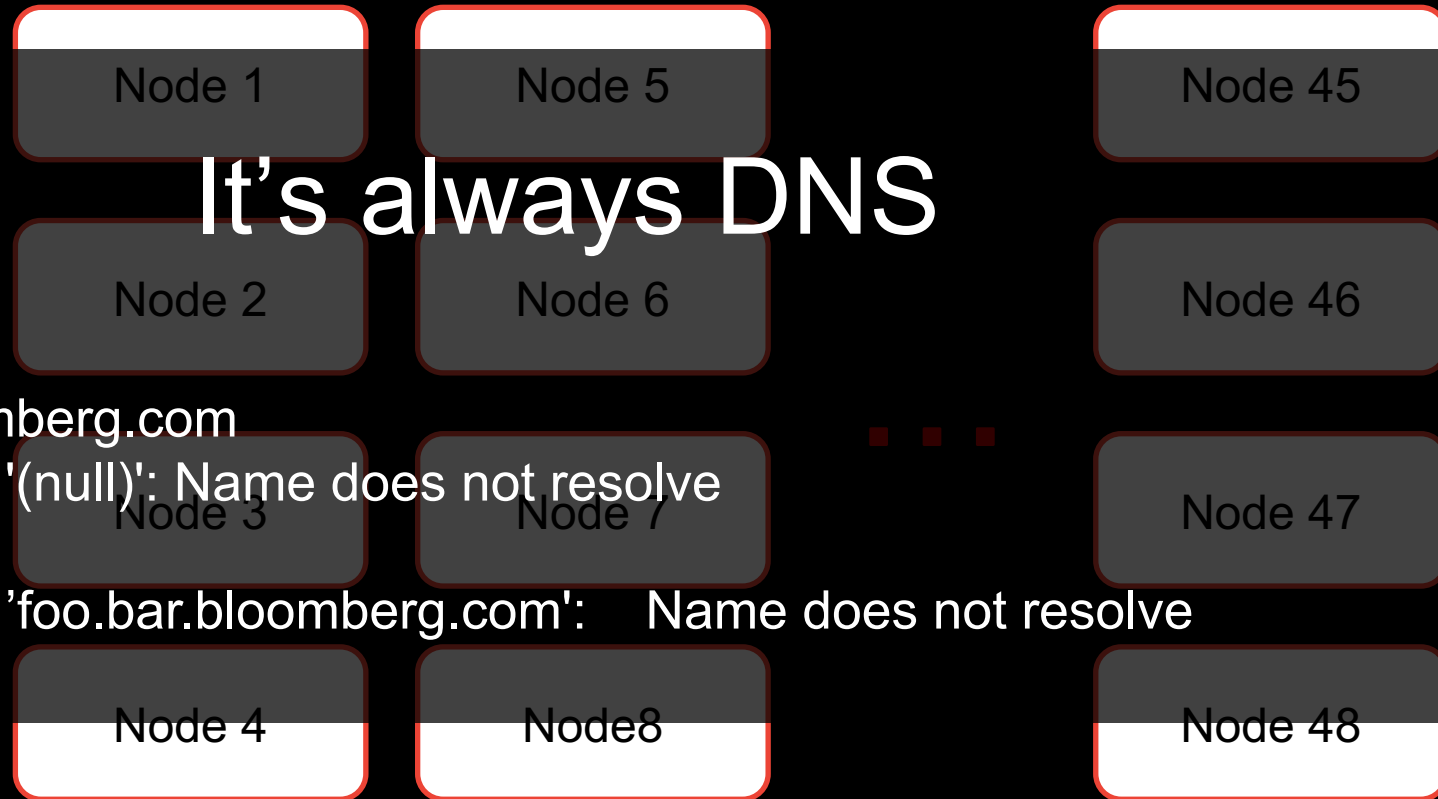 Node 1 Node 5 Node 45
It’s always DNS
Node 2 Node 6 Node 46
mberg.com
...
'(null)': Name does not resolve
Node 3 Node 7 Node 47
’foo.bar.bloomberg.com': Name does not resolve
Node 4 Node8 Node 48